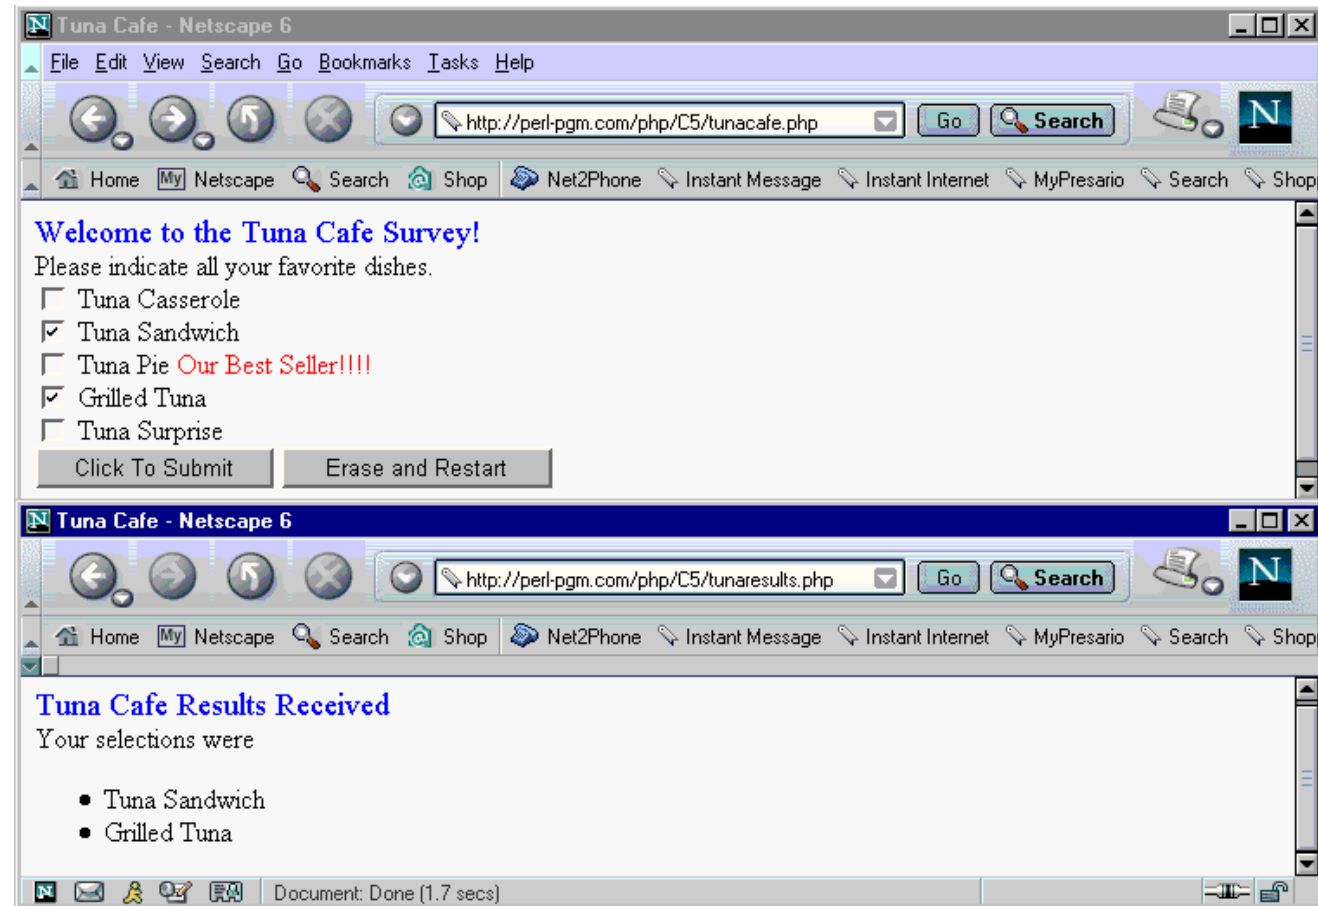 N Tuna Cafe - Netscape 6
File Edit View Search Go Bookmarks Tasks Help
http://perl-pgm.com/php/C5/tunacafe.php Go Search N
Home My Netscape Search Shop Net2Phone Instant Message Instant Internet MyPresario Search Shop
Welcome to the Tuna Cafe Survey!
Please indicate all your favorite dishes.
Tuna Casserole
Tuna Sandwich
Tuna Pie Our Best Seller!!!!
Grilled Tuna
Tuna Surprise
Click To Submit Erase and Restart
N Tuna Cafe - Netscape 6
http://perl-pgm.com/php/C5/tunaresults.php Go Search N
Home My Netscape Search Shop Net2Phone Instant Message Instant Internet MyPresario Search Shop
Tuna Cafe Results Received
Your selections were
Tuna Sandwich
Grilled Tuna
N Document: Done (1.7 secs)